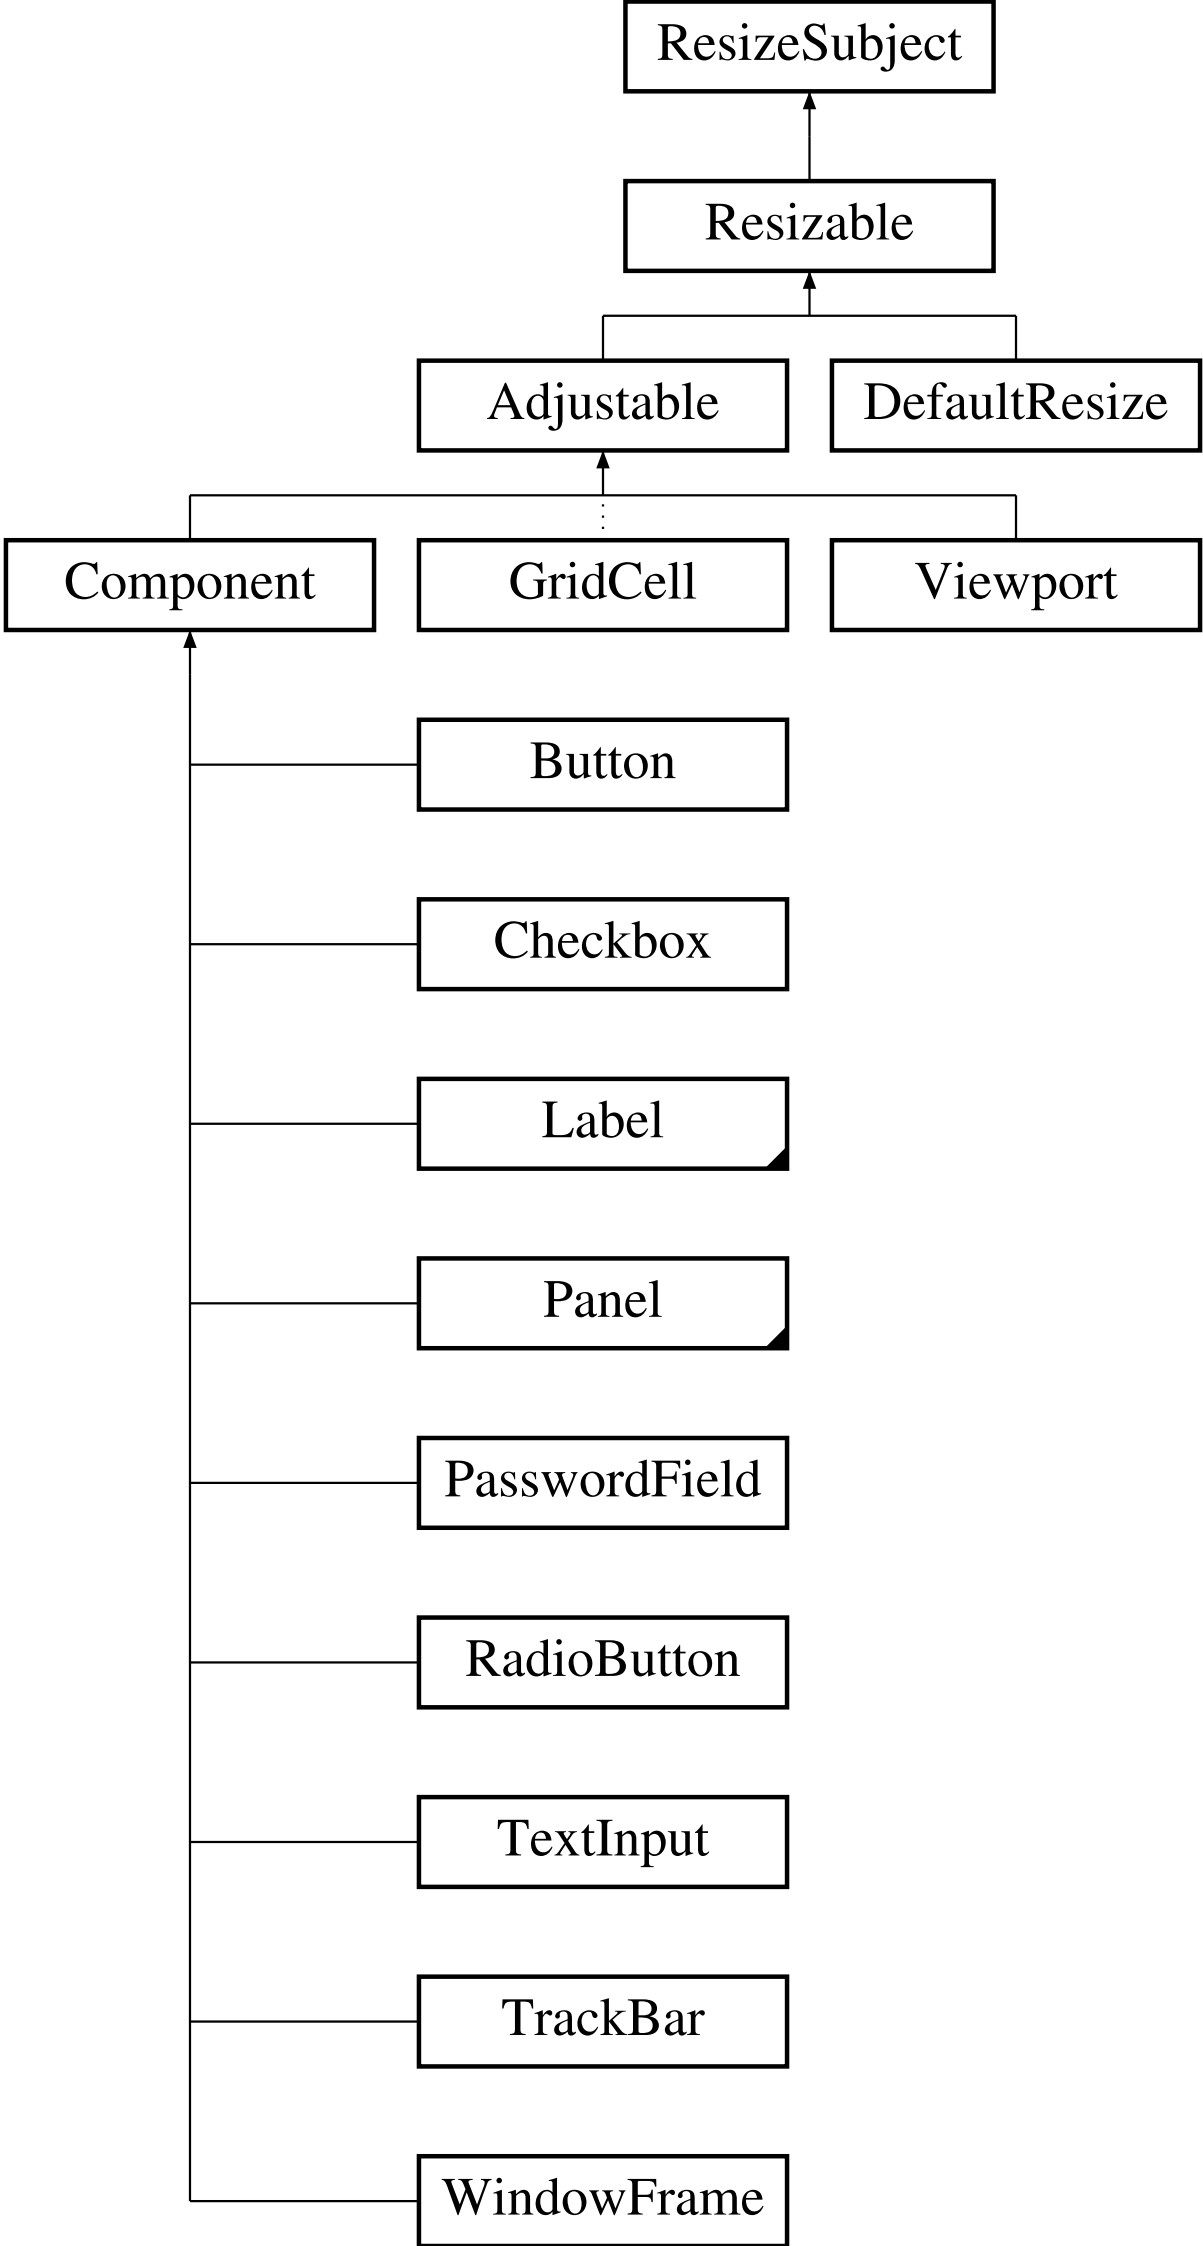 ResizeSubject
Resizable
Adjustable
DefaultResize
Component
GridCell
Viewport
Button
Checkbox
Label
Panel
PasswordField
RadioButton
TextInput
TrackBar
WindowFrame